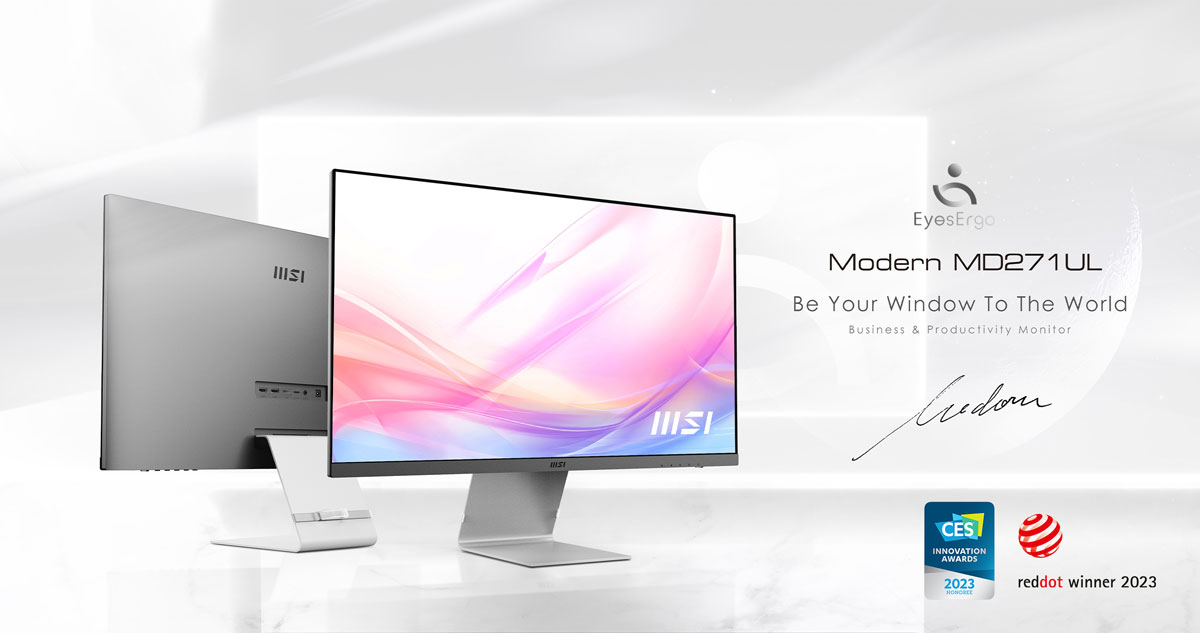 msi
msi
msi
EyesErgo
Modern MD271UL
Be Your Window To The World
Business & Productivity Monitor
CES
INNOVATION
AWARDS
2023
HONOREE
reddot winner 2023